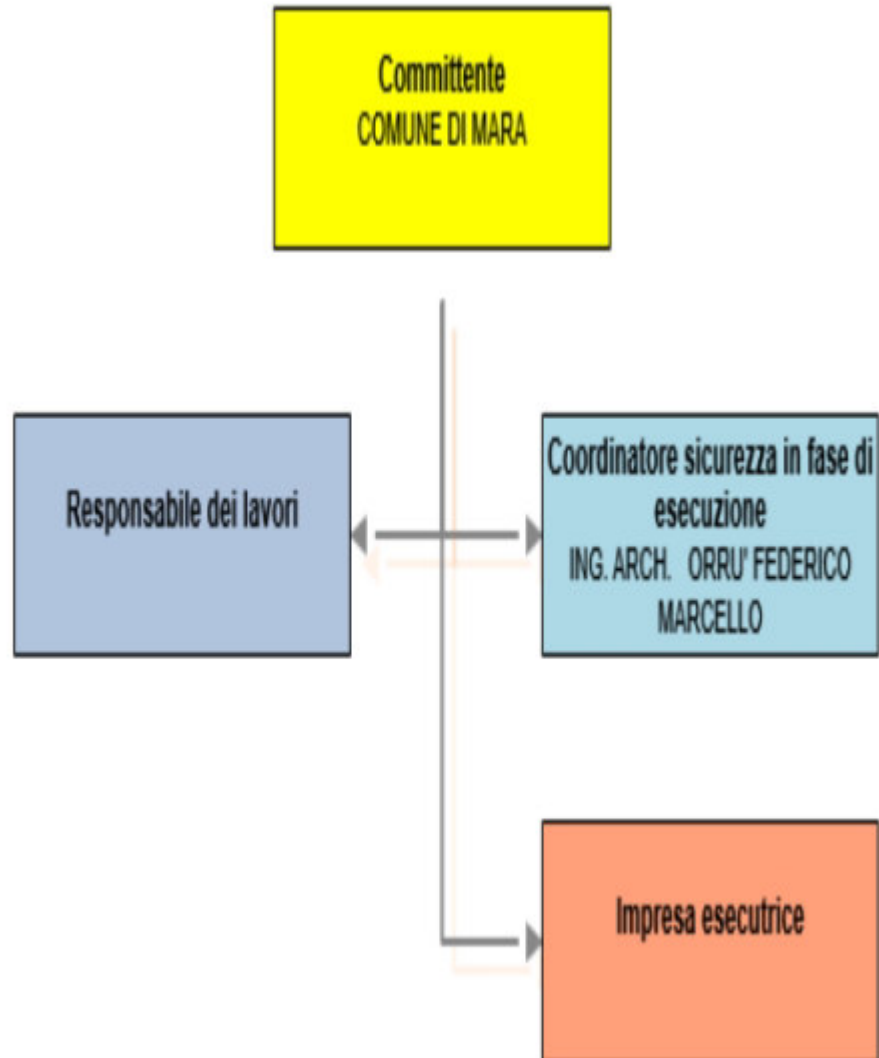 Committente
COMUNE DI MARA
Responsabile dei lavori
Coordinatore sicurezza in fase di
esecuzione
ING. ARCH. ORRU' FEDERICO
MARCELLO
Impresa esecutrice